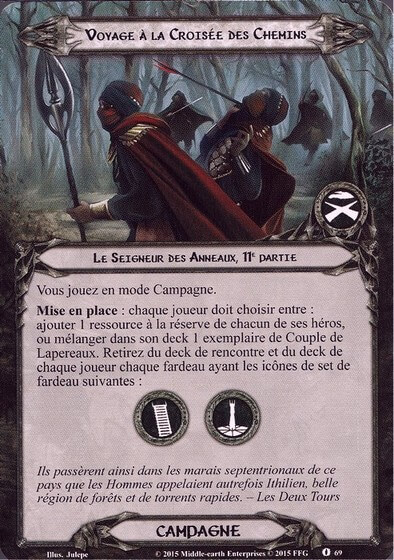 Voyage à la Croisée des Chemins
Le Seigneur des Anneaux, 11e partie
Vous jouez en mode Campagne.
Mise en place : chaque joueur doit choisir entre :
ajouter 1 ressource à la réserve de chacun de ses héros,
ou mélanger dans son deck 1 exemplaire de Couple de
Lapereaux. Retirez du deck de rencontre et du deck de
chaque joueur chaque fardeau ayant les icônes de set de
fardeau suivantes :
Ils passèrent ainsi dans les marais septentrionaux de ce
pays que les Hommes appelaient autrefois Ithilien, belle
région de forêts et de torrents rapides. – Les Deux Tours
CAMPAGNE
Illus. Julepe © 2015 Middle-earth Enterprises © 2015 FFG 69